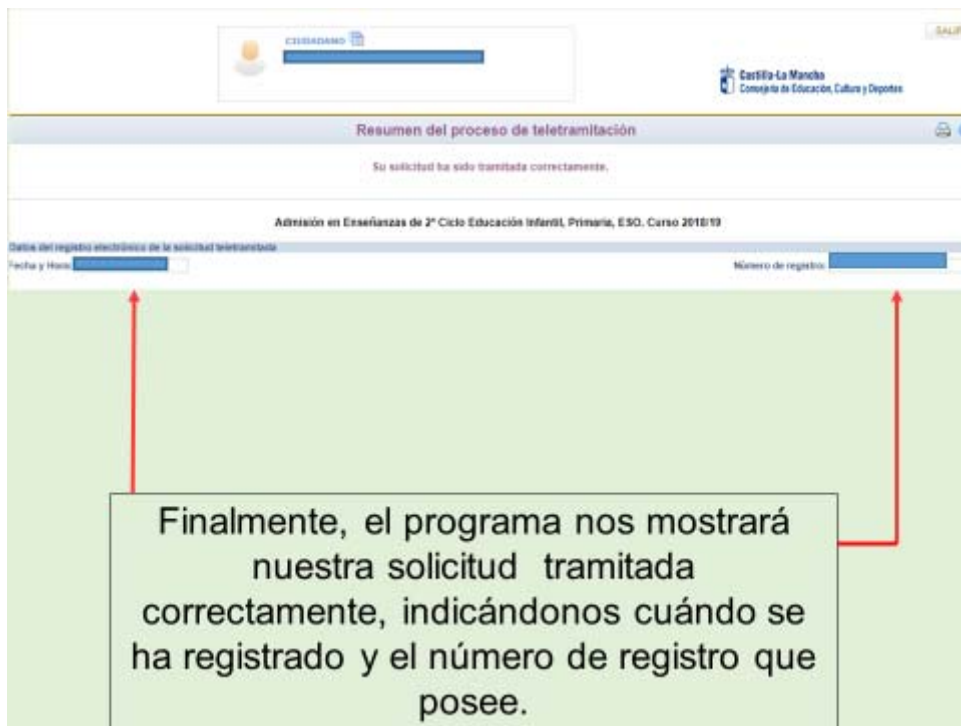 CIUDADANO
SALIR
Castilla-La Mancha
Consejería de Educación, Cultura y Deportes
Resumen del proceso de teletramitación
Su solicitud ha sido tramitada correctamente.
Admisión en Enseñanzas de 2º Ciclo Educación Infantil, Primaria, ESO. Curso 2018/19
Datos del registro electrónico de la solicitud teletramitada
Fecha y Hora:
Número de registro:
Finalmente, el programa nos mostrará
nuestra solicitud tramitada
correctamente, indicándonos cuándo se
ha registrado y el número de registro que
posee.